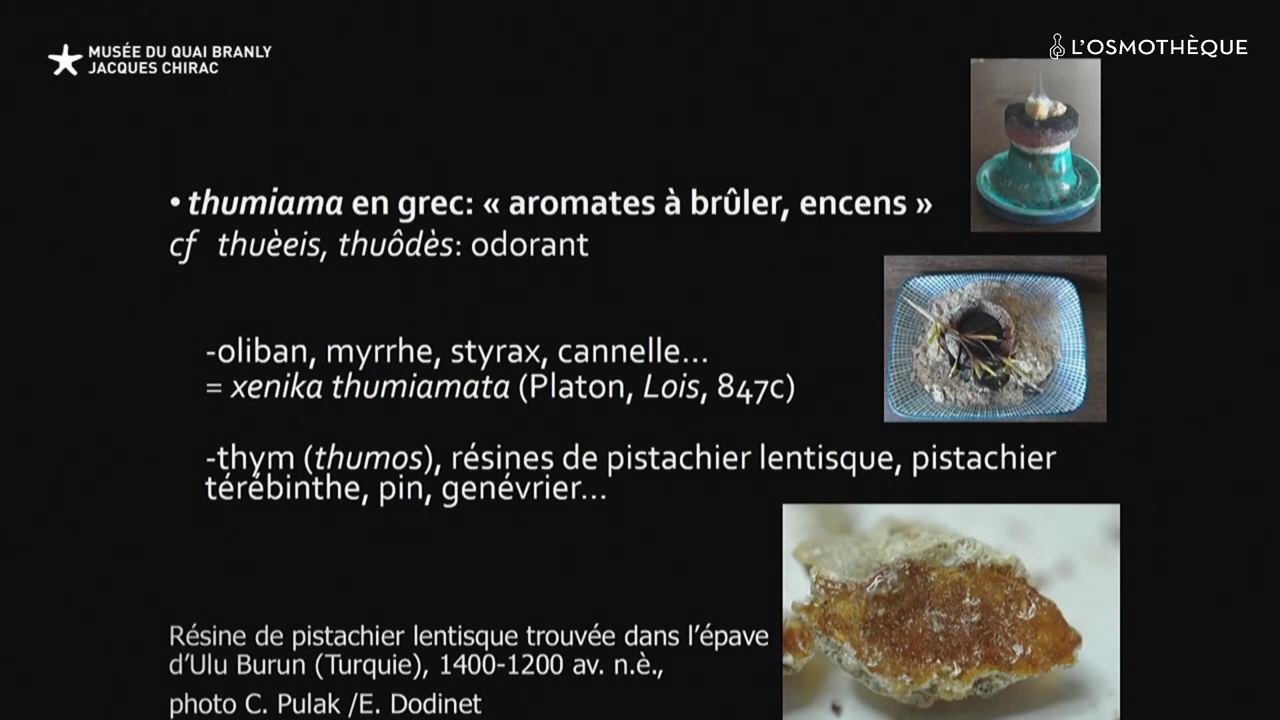 MUSÉE DU QUAI BRANLY
JACQUES CHIRAC
L'OSMOTHÈQUE
• thumiama en grec: « aromates à brûler, encens »
cf thuèeis, thuôdès: odorant
-oliban, myrrhe, styrax, cannelle...
= xenika thumiamata (Platon, Lois, 847c)
-thym (thumos), résines de pistachier lentisque, pistachier
térébinthe, pin, genévrier...
Résine de pistachier lentisque trouvée dans l’épave
d’Ulu Burun (Turquie), 1400-1200 av. n.è.,
photo C. Pulak /E. Dodinet